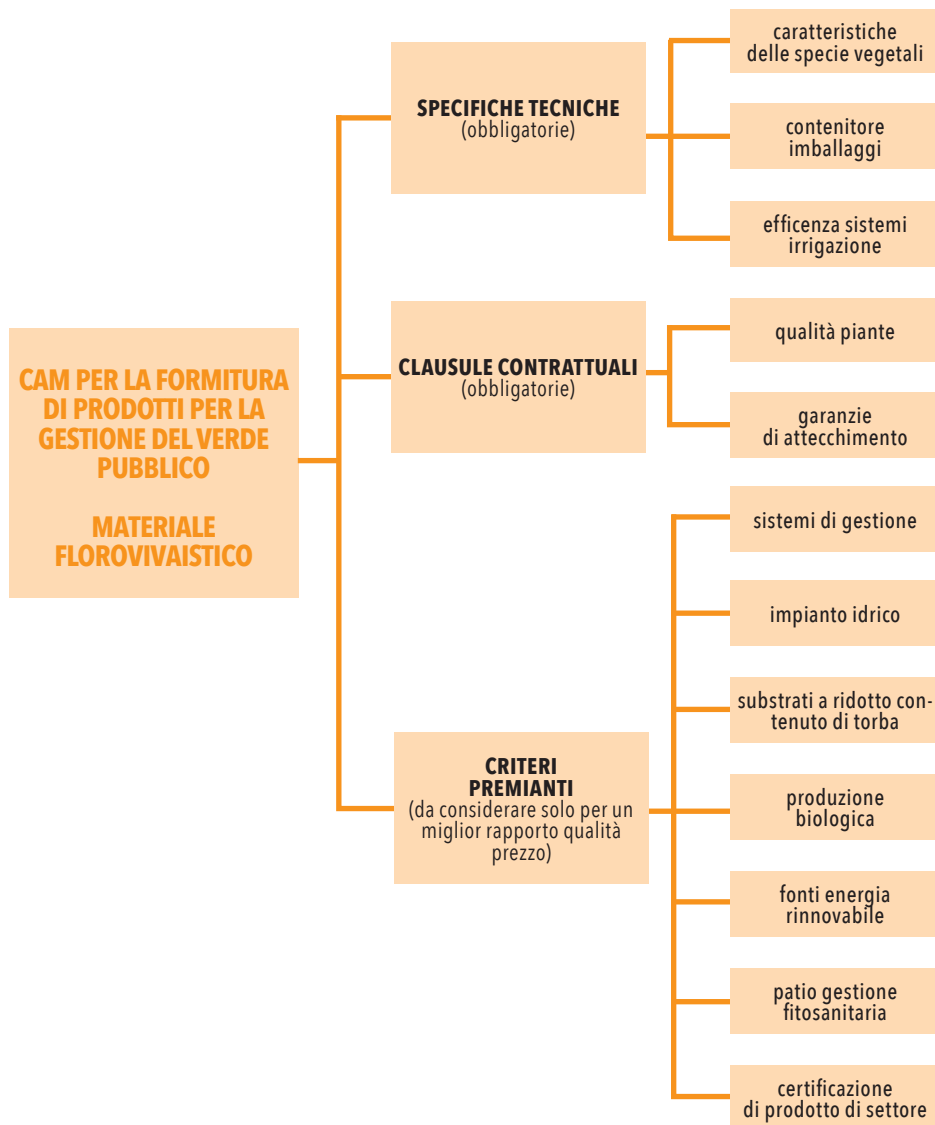 CAM PER LA FORMITURA
DI PRODOTTI PER LA
GESTIONE DEL VERDE
PUBBLICO
MATERIALE
FLOROVIVAISTICO
SPECIFICHE TECNICHE
(obbligatorie)
caratteristiche
delle specie vegetali
contenitore
imballaggi
efficenza sistemi
irrigazione
CLAUSULE CONTRATTUALI
(obbligatorie)
qualità piante
garanzie
di attecchimento
CRITERI
PREMIANTI
(da considerare solo per un
miglior rapporto qualità
prezzo)
sistemi di gestione
impianto idrico
substrati a ridotto con-
tenuto di torba
produzione
biologica
fonti energia
rinnovabile
patio gestione
fitosanitaria
certificazione
di prodotto di settore